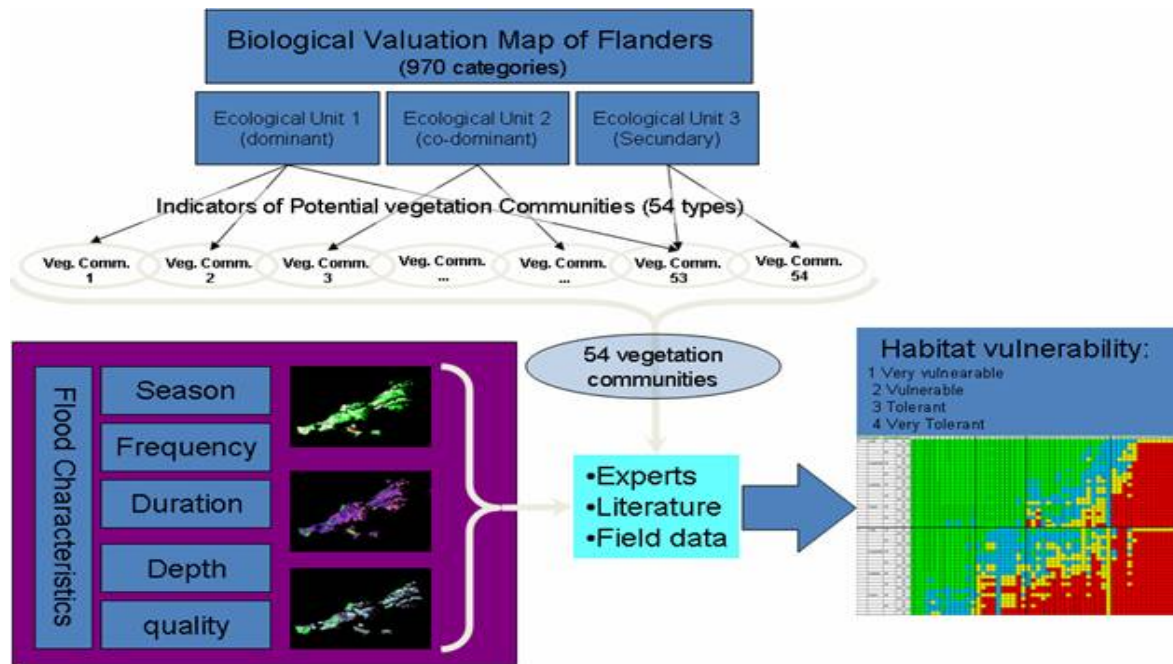 Biological Valuation Map of Flanders
(970 categories)
Ecological Unit 1
(dominant)
Ecological Unit 2
(co-dominant)
Ecological Unit 3
(Secundary)
Indicators of Potential vegetation Communities (54 types)
Veg. Comm.
1
Veg. Comm.
2
Veg. Comm.
3
Veg. Comm.
...
Veg. Comm.
...
Veg. Comm.
53
Veg. Comm.
54
54 vegetation
communities
Flood Characteristics
Season
Frequency
Duration
Depth
quality
•Experts
•Literature
•Field data
Habitat vulnerability:
1 Very vulnearable
2 Vulnerable
3 Tolerant
4 Very Tolerant